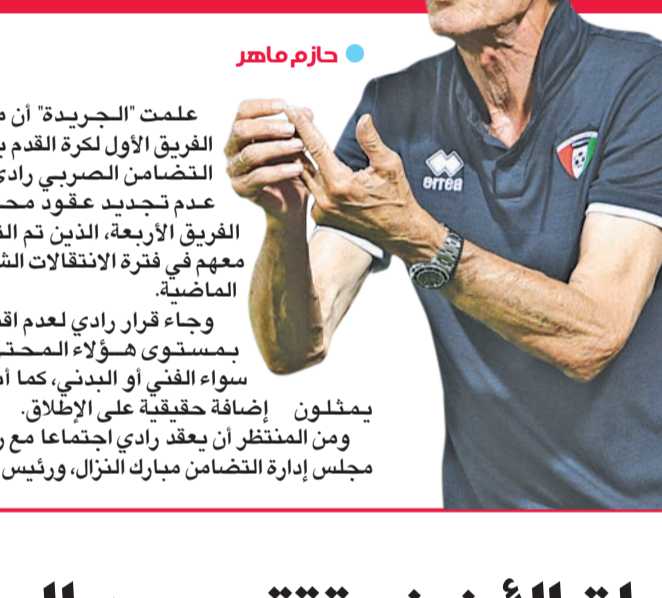 حازم ماهر
علمت "الجريدة" أن
الفريق الأول لكرة القدم
التضامن الصربي رادي
عدم تجديد عقود
الفريق الأربعة، الذين تم
معهم في فترة الانتقالات
الماضية.
وجاء قرار رادي لعدم
بمستوى هؤلاء
سواء الفني أو البدني، كما
يمثلون إضافة حقيقية على الإطلاق.
ومن المنتظر أن يعقد رادي اجتماعا مع
مجلس إدارة التضامن مبارك النزال، ورئيس
errea